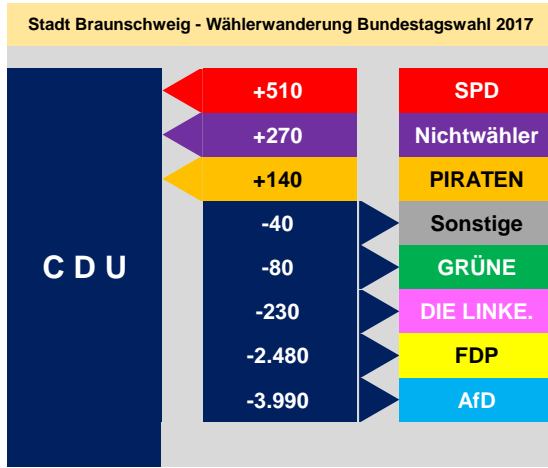 Stadt Braunschweig - Wählerwanderung Bundestagswahl 2017
+510 SPD
+270 Nichtwähler
+140 PIRATEN
-40 Sonstige
C D U
-80 GRÜNE
-230 DIE LINKE.
-2.480 FDP
-3.990 AfD